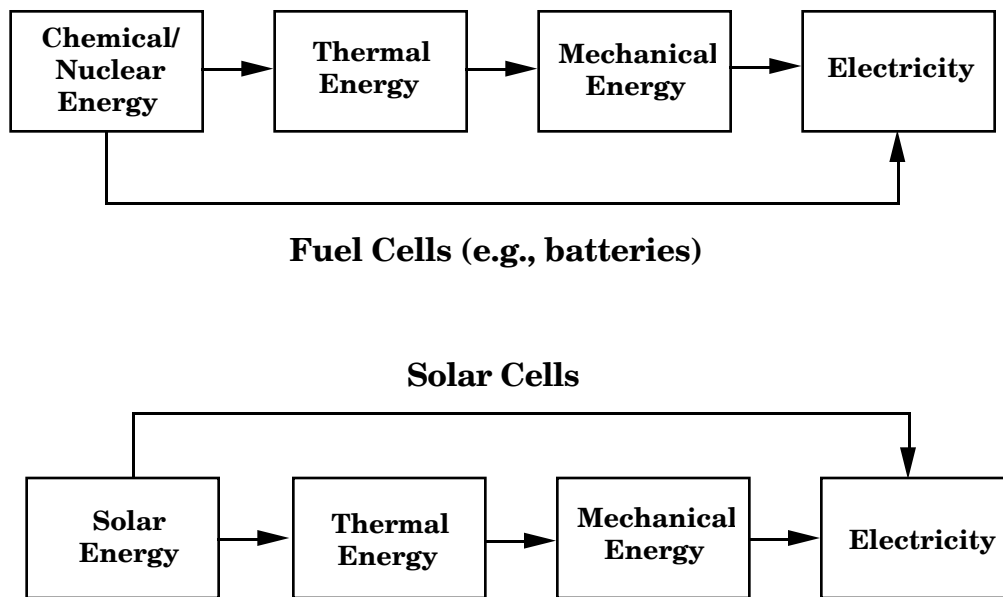 Chemical/
Nuclear
Energy
Thermal
Energy
Mechanical
Energy
Electricity
Fuel Cells (e.g., batteries)
Solar Cells
Solar
Energy
Thermal
Energy
Mechanical
Energy
Electricity